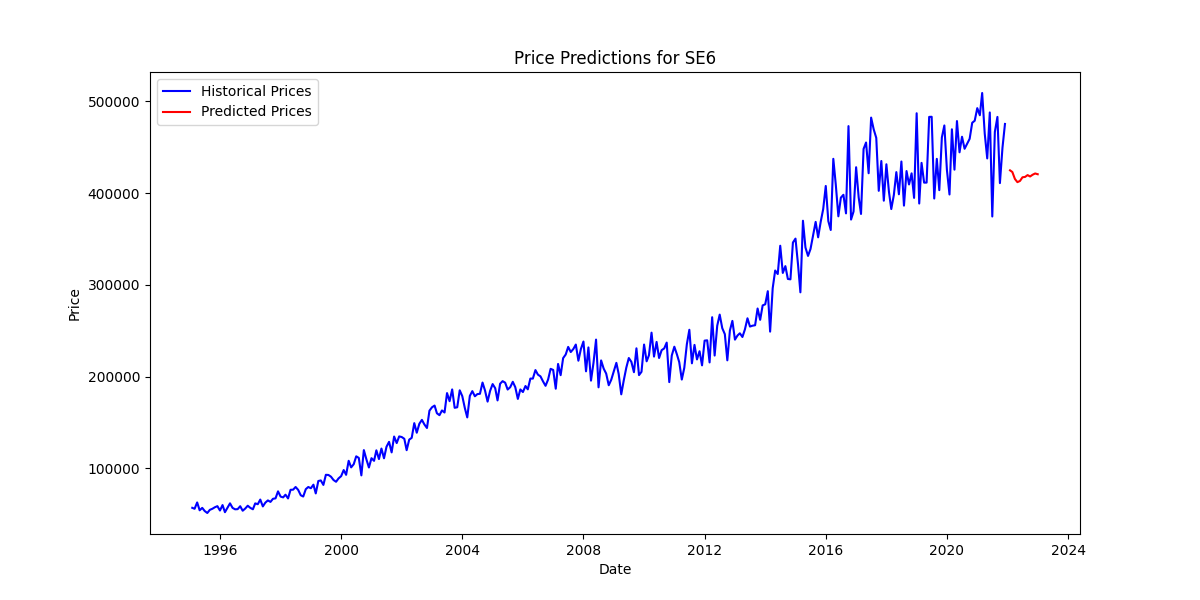 Price Predictions for SE6
Historical Prices
Predicted Prices
500000
400000
300000
200000
100000
Price
1996 2000 2004 2008 2012 2016 2020 2024
Date